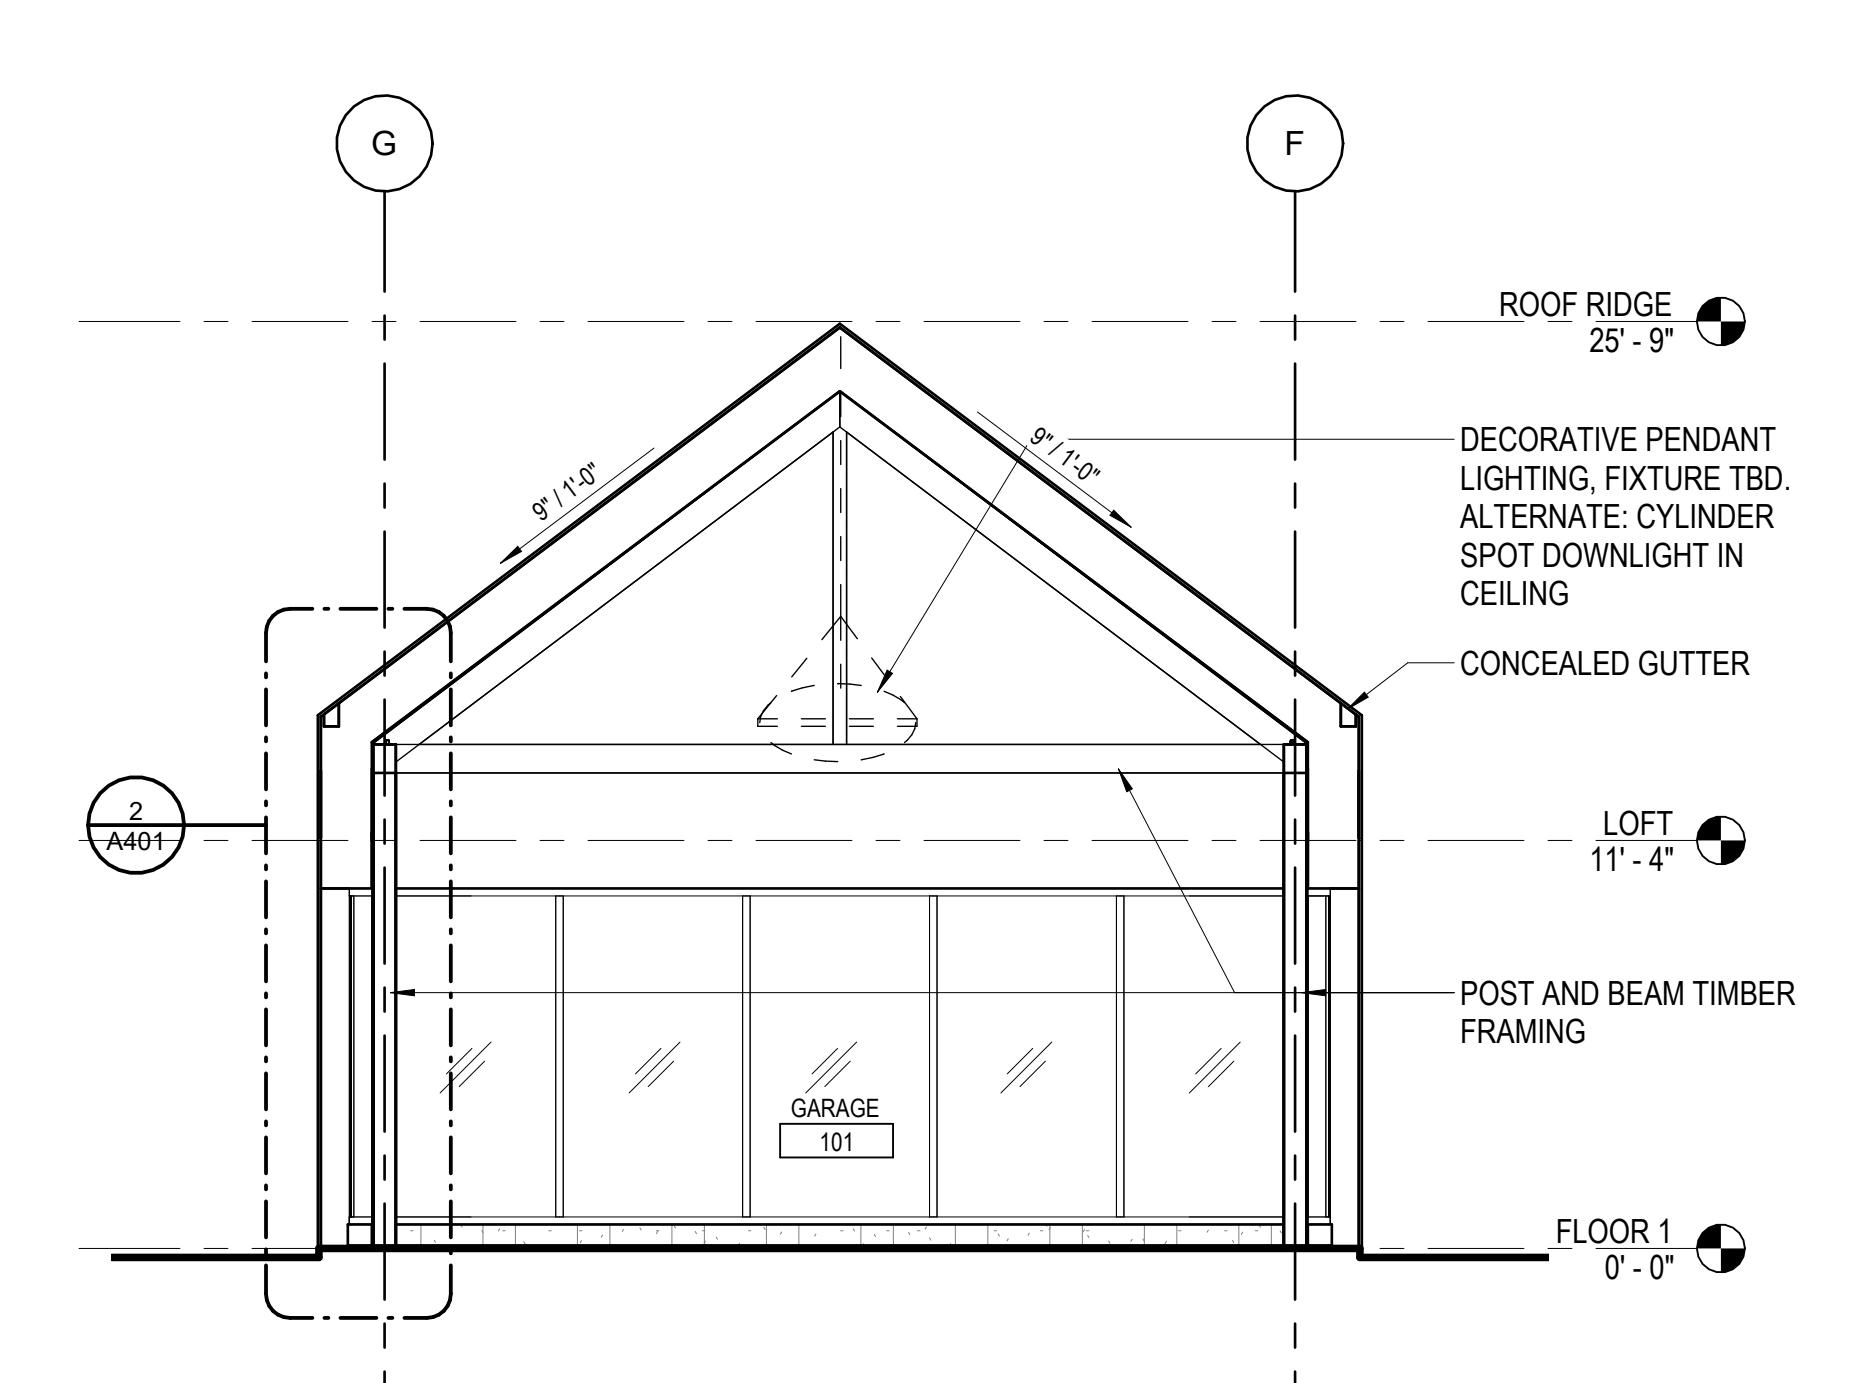 G
F
ROOF RIDGE
25' - 9"
9" / 1'-0"
9" / 1'-0"
DECORATIVE PENDANT
LIGHTING, FIXTURE TBD.
ALTERNATE: CYLINDER
SPOT DOWNLIGHT IN
CEILING
CONCEALED GUTTER
2
A401
LOFT
11' - 4"
POST AND BEAM TIMBER
FRAMING
GARAGE
101
FLOOR 1
0' - 0"